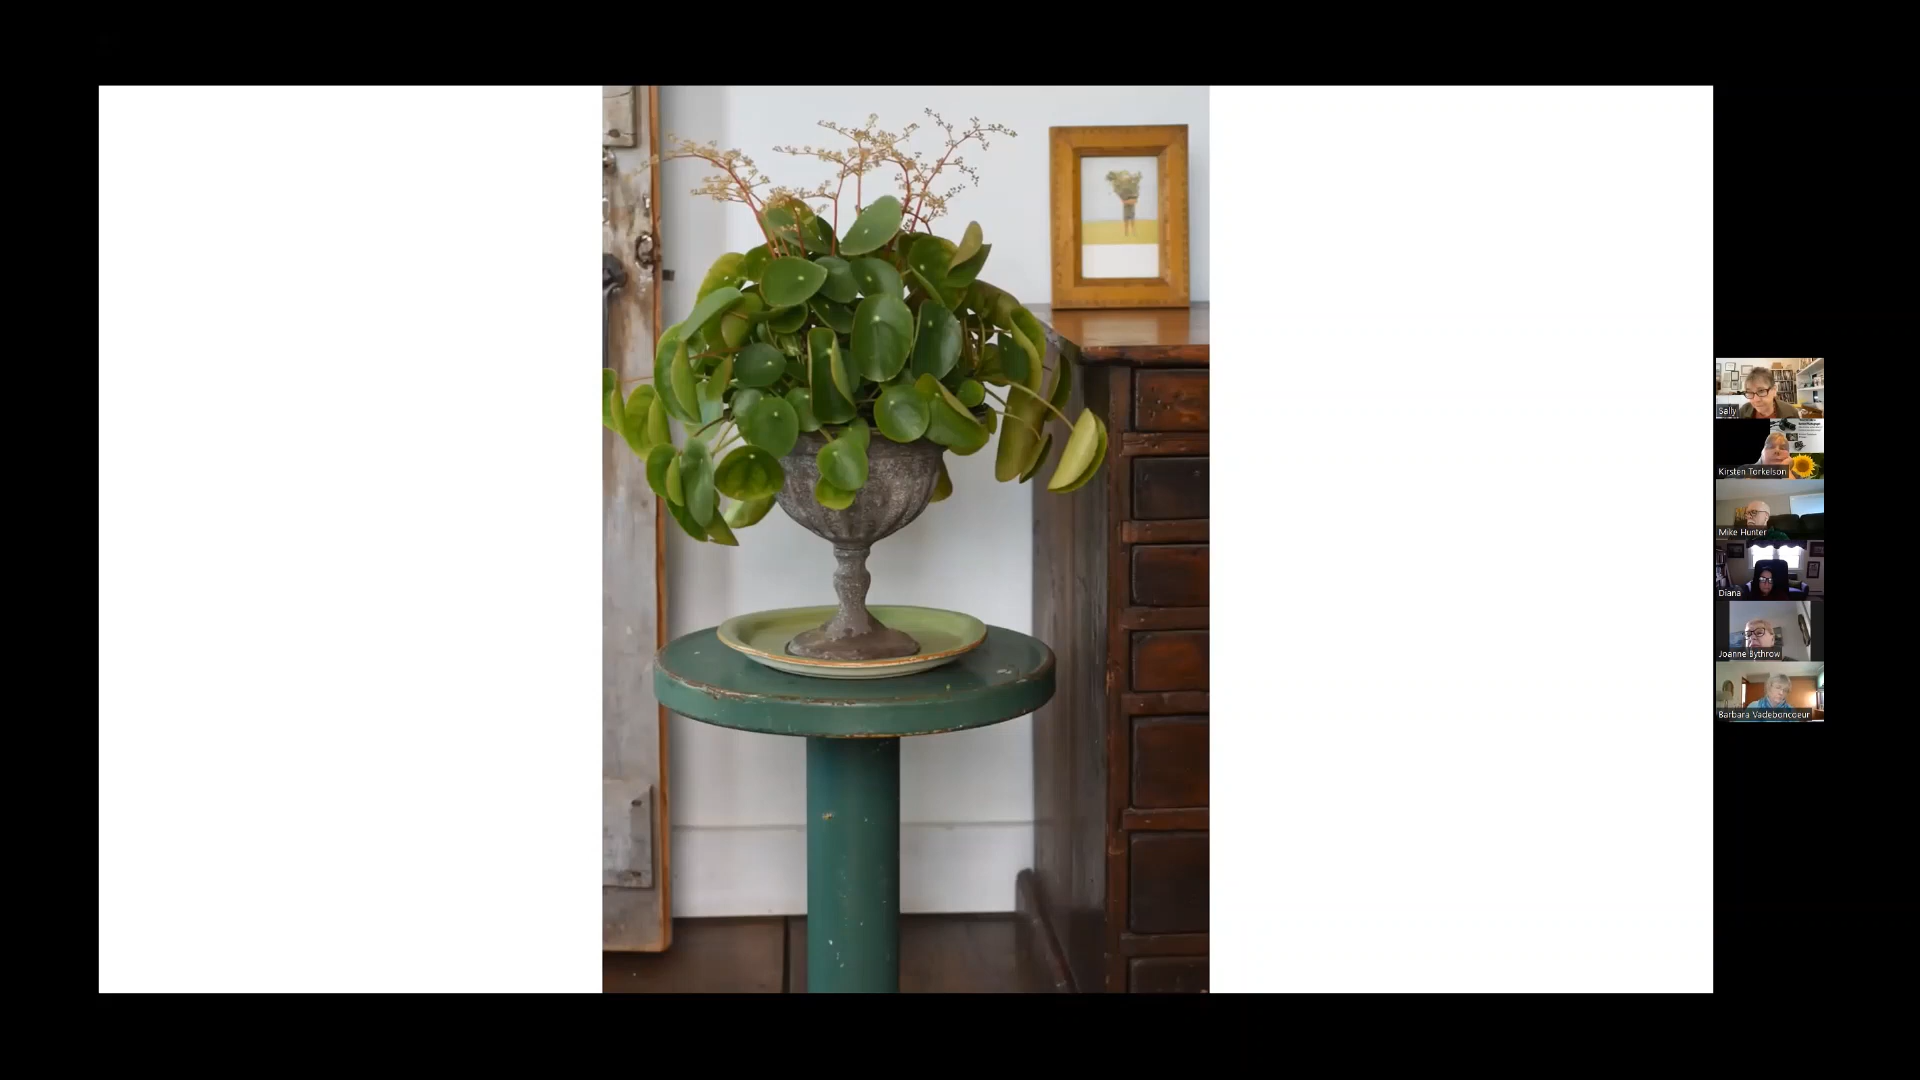 Sally
Kirsten Torkelson
Mike Hunter
Diana
Joanne Bythrow
Barbara Vadeboncoeur